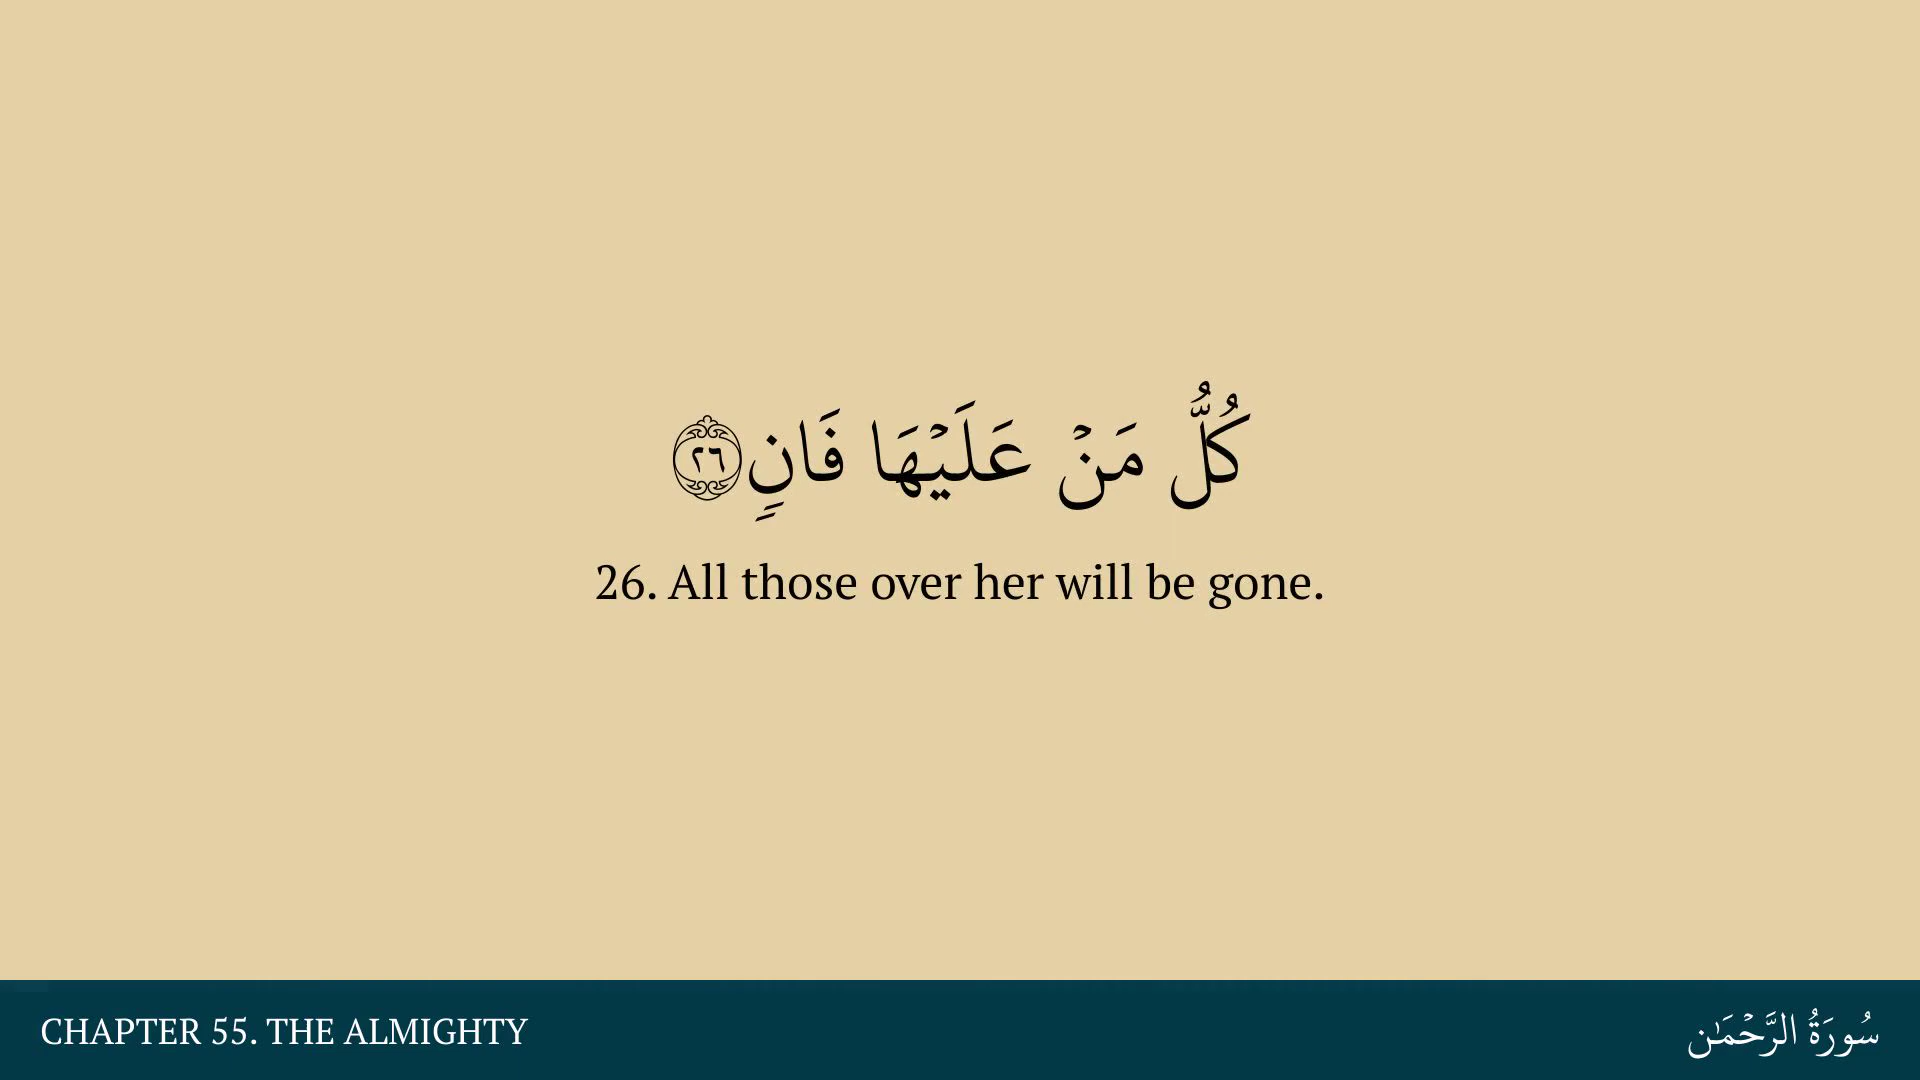 كُلُّ مَنۡ عَلَيۡهَا فَانٍ ٢٦
26. All those over her will be gone.
CHAPTER 55. THE ALMIGHTY
سُورَةُ الرَّحۡمَٰن